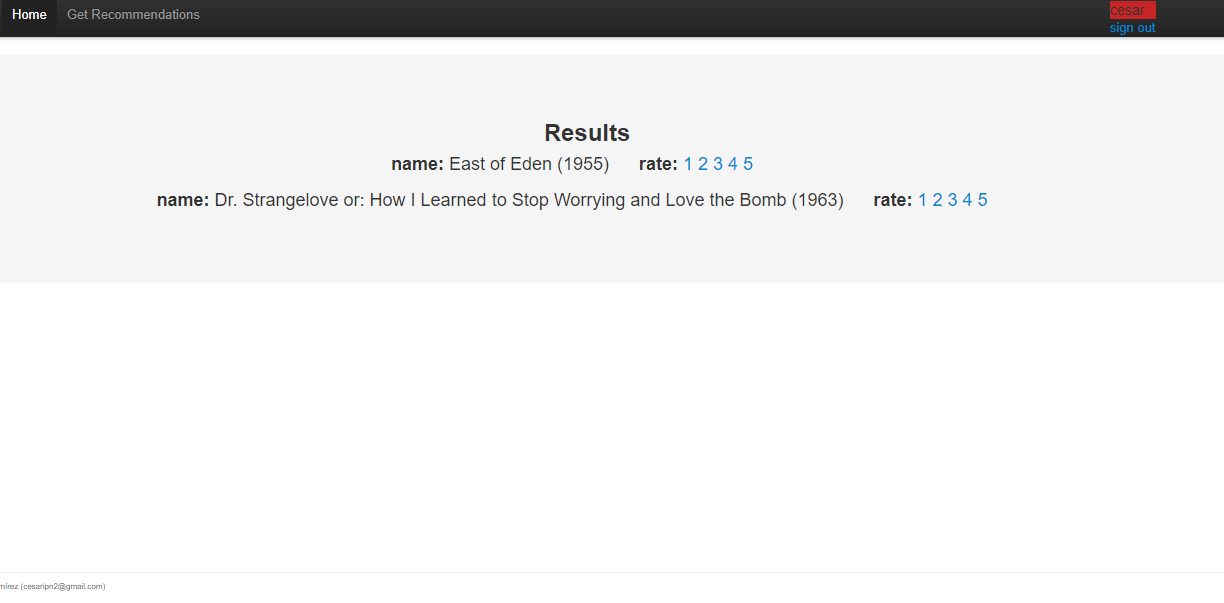 Home Get Recommendations cesar
sign out
Results
name: East of Eden (1955) rate: 1 2 3 4 5
name: Dr. Strangelove or: How I Learned to Stop Worrying and Love the Bomb (1963) rate: 1 2 3 4 5
mírez (cesaripn2@gmail.com)